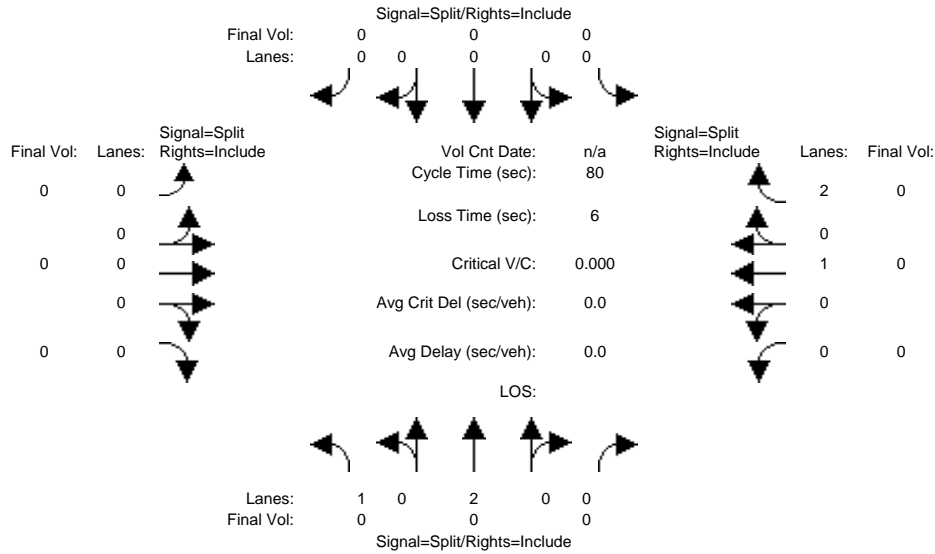 Signal=Split/Rights=Include
Final Vol: 0 0 0
Lanes: 0 0 0 0 0
Signal=Split
Final Vol: Lanes: Rights=Include
Vol Cnt Date: n/a
Signal=Split
Rights=Include Lanes: Final Vol:
Cycle Time (sec): 80
0 0
2 0
Loss Time (sec): 6
0
0
0 0
Critical V/C: 0.000
1 0
0
Avg Crit Del (sec/veh): 0.0
0
0 0
Avg Delay (sec/veh): 0.0
0 0
LOS:
Lanes: 1 0 2 0 0
Final Vol: 0 0 0
Signal=Split/Rights=Include